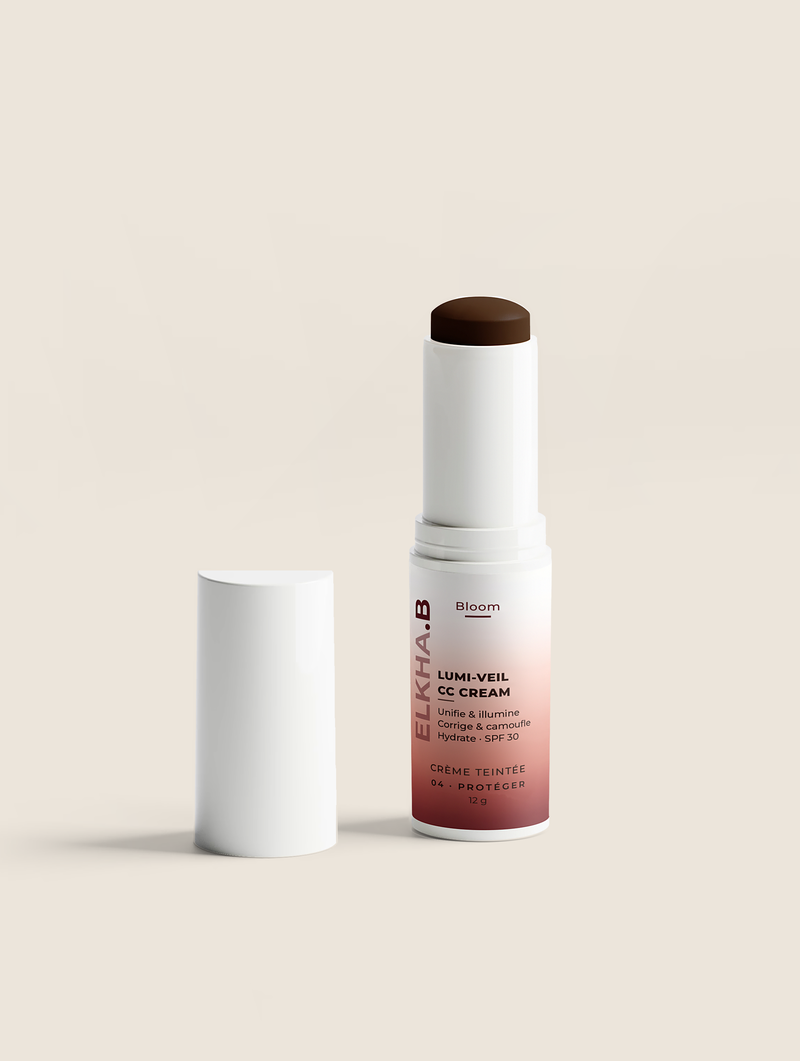 Bloom
ELKHA.B
LUMI-VEIL
CC CREAM
Unifie & illumine
Corrige & camoufle
Hydrate · SPF 30
CRÈME TEINTÉE
04 · PROTÉGER
12 g